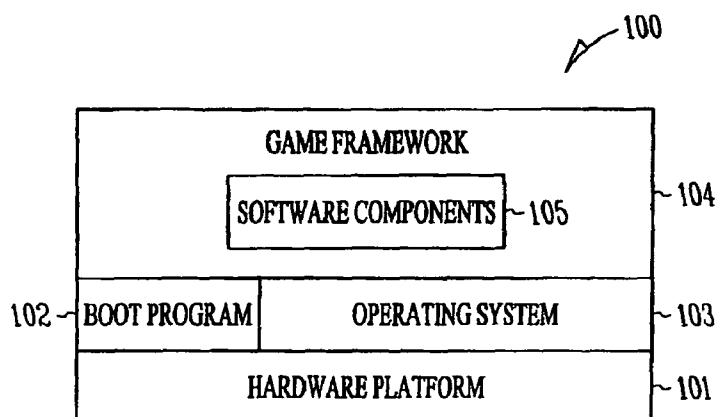 100
GAME FRAMEWORK
SOFTWARE COMPONENTS 105
104
102 BOOT PROGRAM OPERATING SYSTEM 103
HARDWARE PLATFORM 101